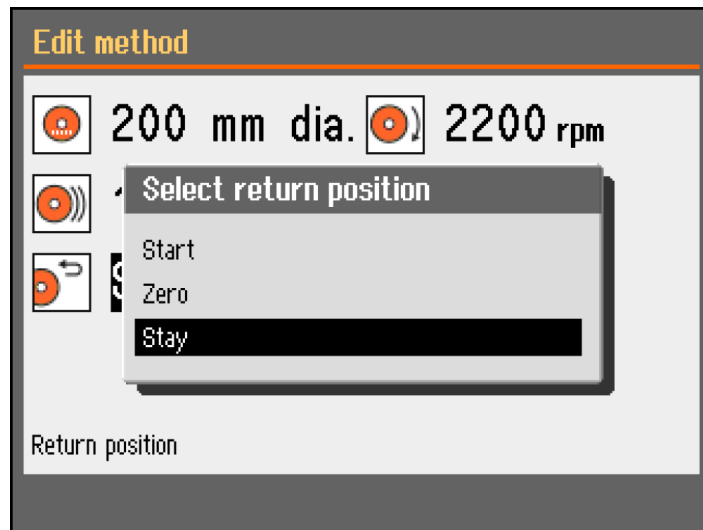 Edit method
200 mm dia. 2200 rpm
Select return position
Start
Zero
Stay
Return position